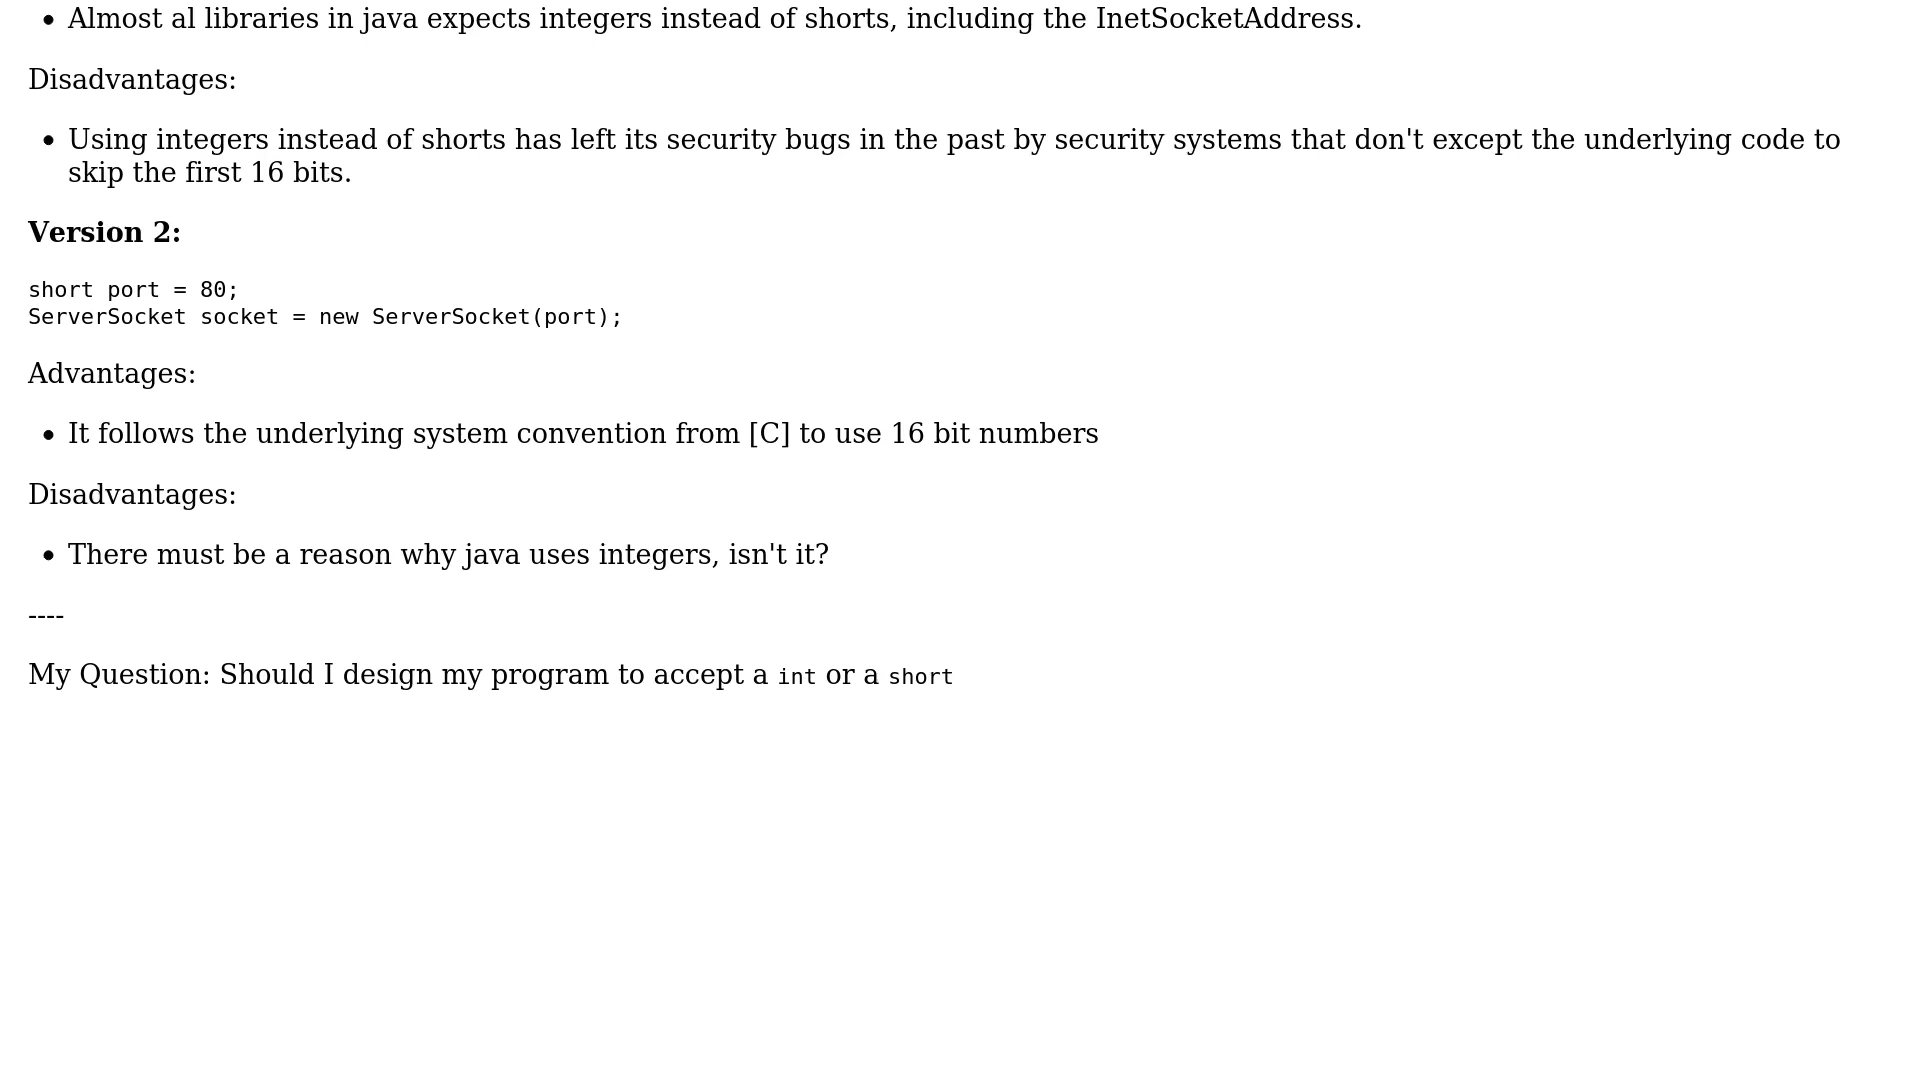 • Almost al libraries in java expects integers instead of shorts, including the InetSocketAddress.
Disadvantages:
• Using integers instead of shorts has left its security bugs in the past by security systems that don't except the underlying code to
skip the first 16 bits.
Version 2:
short port = 80;
ServerSocket socket = new ServerSocket(port);
Advantages:
• It follows the underlying system convention from [C] to use 16 bit numbers
Disadvantages:
• There must be a reason why java uses integers, isn't it?
----
My Question: Should I design my program to accept a int or a short